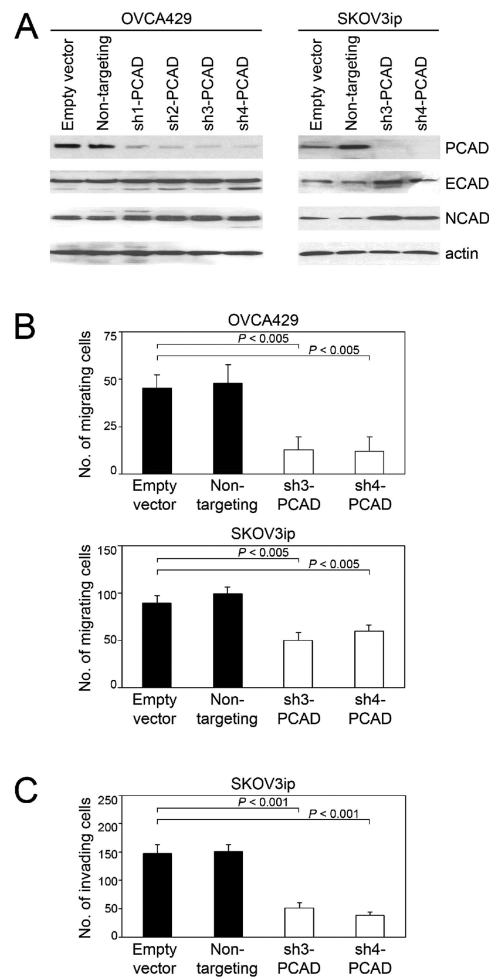 A
OVCA429
SKOV3ip
Empty vector
Non-targeting
sh1-PCAD
sh2-PCAD
sh3-PCAD
sh4-PCAD
Empty vector
Non-targeting
sh3-PCAD
sh4-PCAD
PCAD
ECAD
NCAD
actin
B
OVCA429
No. of migrating cells
75
50
25
0
P < 0.005
P < 0.005
Empty
vector
Non-
targeting
sh3-
PCAD
sh4-
PCAD
SKOV3ip
No. of migrating cells
150
100
50
0
P < 0.005
P < 0.005
Empty
vector
Non-
targeting
sh3-
PCAD
sh4-
PCAD
C
SKOV3ip
No. of invading cells
250
200
150
100
50
0
P < 0.001
P < 0.001
Empty
vector
Non-
targeting
sh3-
PCAD
sh4-
PCAD